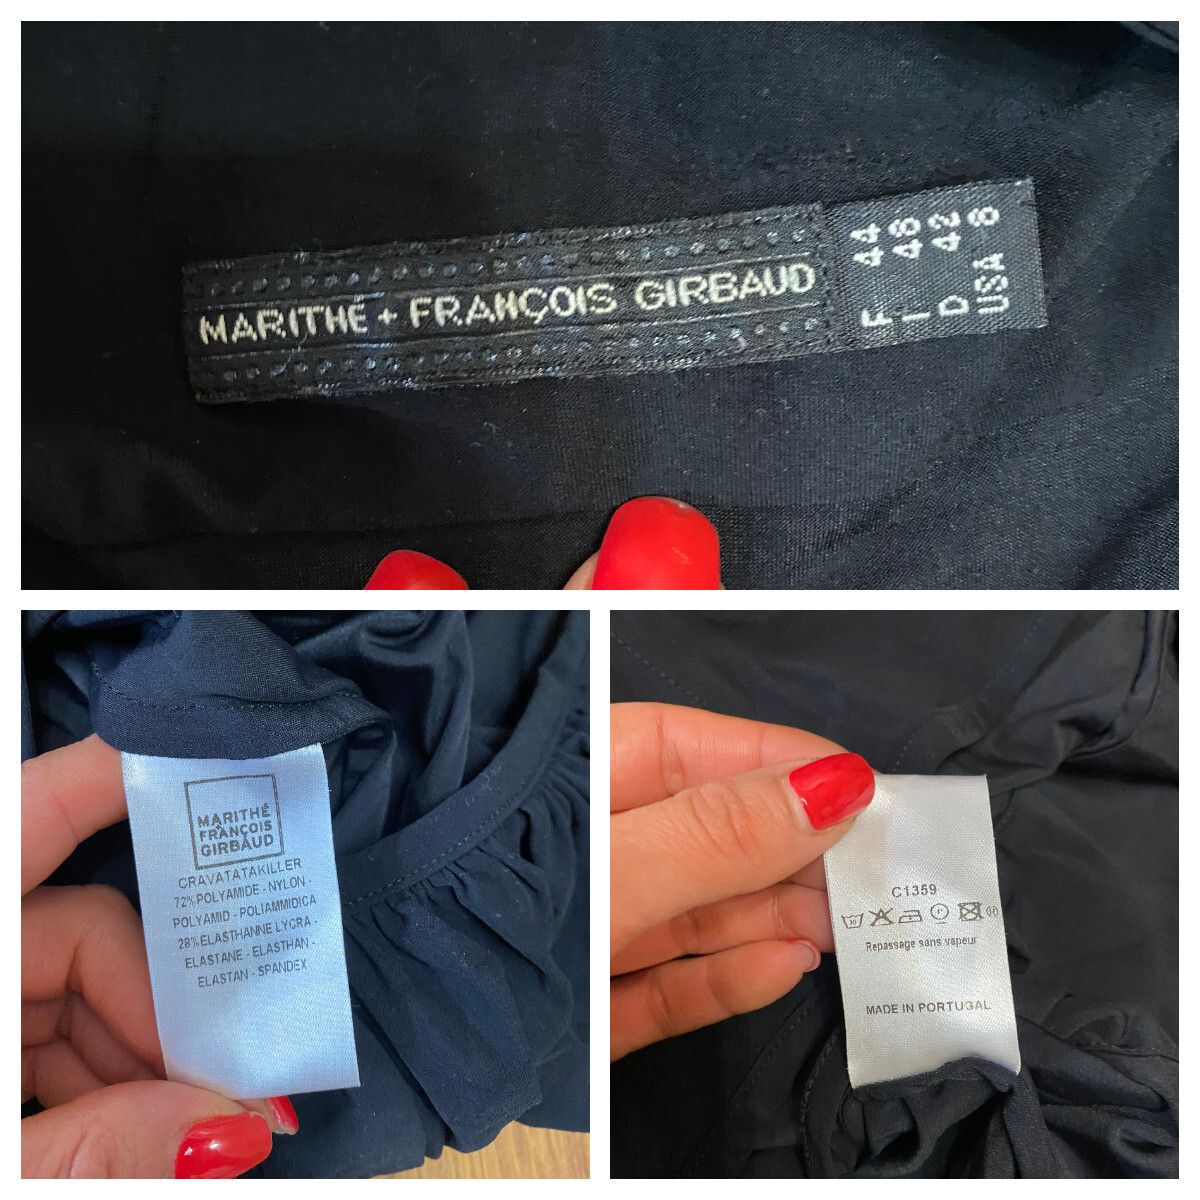 MARITHÉ + FRANÇOIS GIRBAUD
F 44
I 48
D 42
USA 8
MARITHÉ
+
FRANÇOIS
GIRBAUD
CRAVATATAKILLER
72%POLYAMIDE - NYLON -
POLYAMID - POLIAMMIDICA
28%ELASTHANNE LYCRA -
ELASTANE - ELASTHAN -
ELASTAN - SPANDEX
C1359
30 P
Repassage sans vapeur
MADE IN PORTUGAL